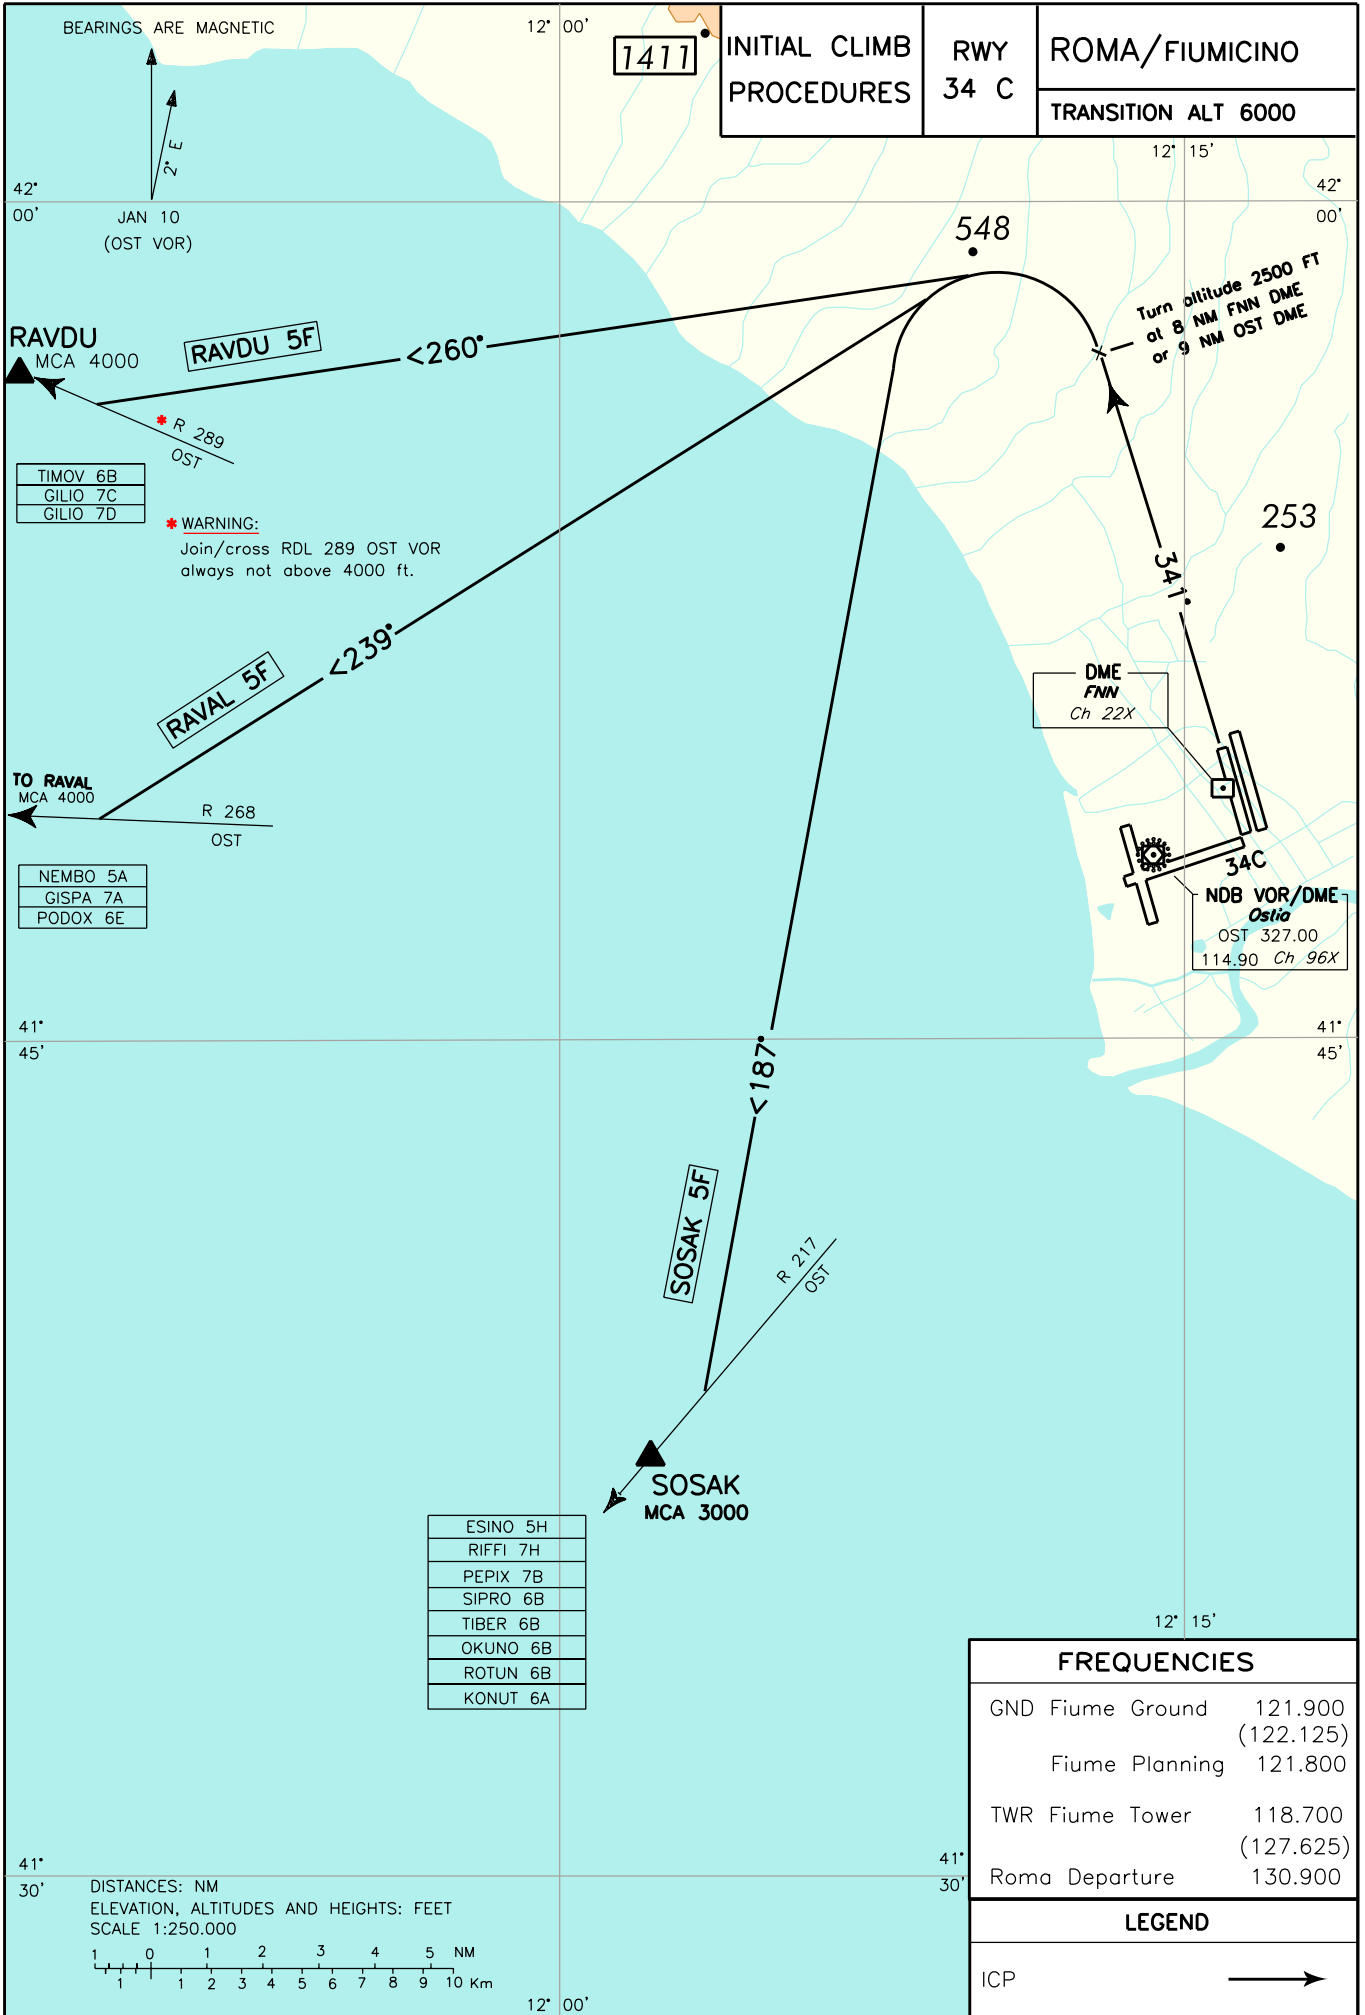 BEARINGS ARE MAGNETIC
12° 00'
1411
INITIAL CLIMB
PROCEDURES
RWY
34 C
ROMA/FIUMICINO
TRANSITION ALT 6000
12° 15'
2° E
42°
00'
JAN 10
(OST VOR)
42°
00'
548
Turn altitude 2500 FT
at 8 NM FNN DME
or 9 NM OST DME
RAVDU
MCA 4000
RAVDU 5F
<260°
* R 289
OST
TIMOV 6B
GILIO 7C
GILIO 7D
* WARNING:
Join/cross RDL 289 OST VOR
always not above 4000 ft.
253
341°
<239°
RAVAL 5F
DME
FNN
Ch 22X
TO RAVAL
MCA 4000
R 268
OST
34C
NEMBO 5A
GISPA 7A
PODOX 6E
NDB VOR/DME
Ostia
OST 327.00
114.90 Ch 96X
41°
45'
41°
45'
<187°
SOSAK 5F
R 217
OST
SOSAK
MCA 3000
ESINO 5H
RIFFI 7H
PEPIX 7B
SIPRO 6B
TIBER 6B
OKUNO 6B
ROTUN 6B
KONUT 6A
12° 15'
FREQUENCIES
GND Fiume Ground 121.900
(122.125)
Fiume Planning 121.800
TWR Fiume Tower 118.700
(127.625)
Roma Departure 130.900
41°
30'
41°
30'
DISTANCES: NM
ELEVATION, ALTITUDES AND HEIGHTS: FEET
SCALE 1:250.000
1 0 1 2 3 4 5 NM
1 1 2 3 4 5 6 7 8 9 10 Km
12° 00'
LEGEND
ICP